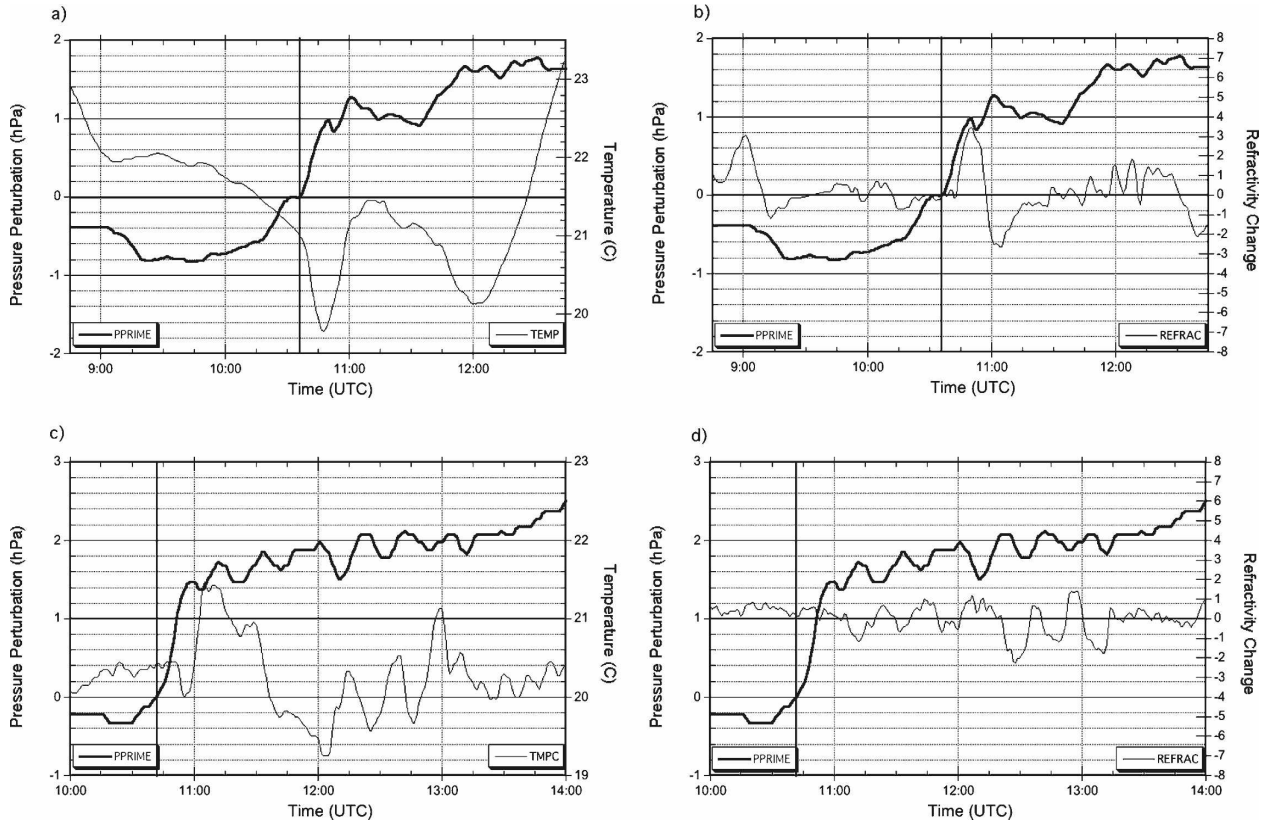 a)
2
1
0
-1
-2
Pressure Perturbation (hPa)
23
22
21
20
Temperature (C)
PPRIME
TEMP
9:00 10:00 11:00 12:00
Time (UTC)
b)
2
1
0
-1
-2
Pressure Perturbation (hPa)
8
7
6
5
4
3
2
1
0
-1
-2
-3
-4
-5
-6
-7
-8
Refractivity Change
PPRIME
REFRAC
9:00 10:00 11:00 12:00
Time (UTC)
c)
3
2
1
0
-1
Pressure Perturbation (hPa)
23
22
21
20
19
Temperature (C)
PPRIME
TMPC
10:00 11:00 12:00 13:00 14:00
Time (UTC)
d)
3
2
1
0
-1
Pressure Perturbation (hPa)
8
7
6
5
4
3
2
1
0
-1
-2
-3
-4
-5
-6
-7
-8
Refractivity Change
PPRIME
REFRAC
10:00 11:00 12:00 13:00 14:00
Time (UTC)